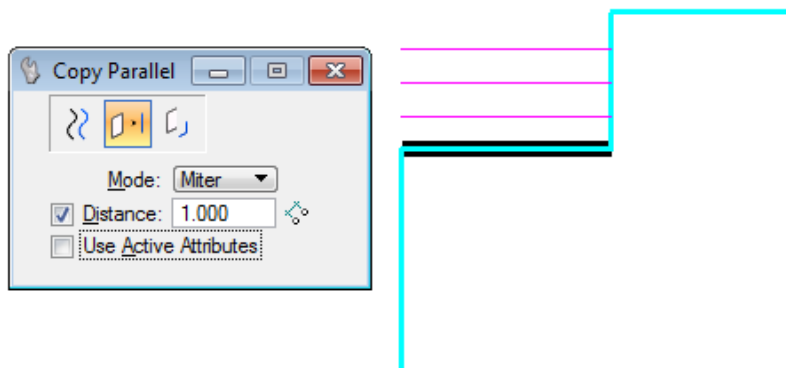 Copy Parallel
Mode: Miter
Distance: 1.000
Use Active Attributes